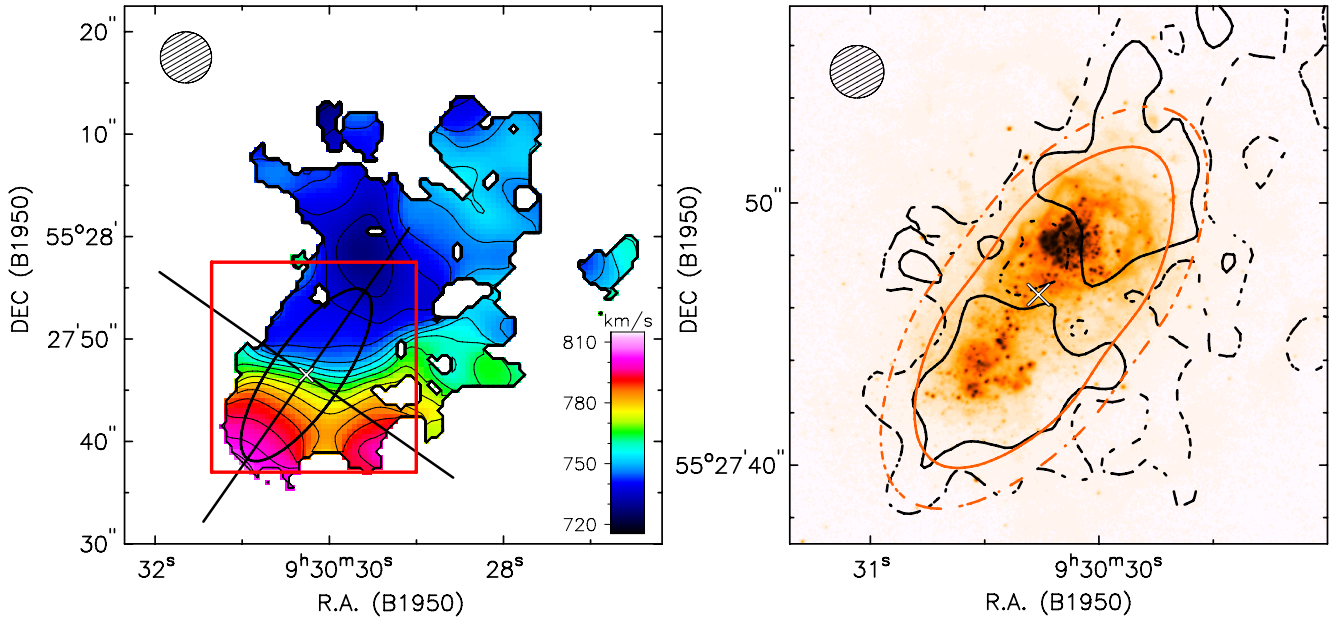 DEC (B1950)
20"
10"
55°28'
27'50"
40"
30"
km/s
810
780
750
720
32ˢ
9ʰ30ᵐ30ˢ
28ˢ
R.A. (B1950)
DEC (B1950)
50"
55°27'40"
31ˢ
9ʰ30ᵐ30ˢ
R.A. (B1950)